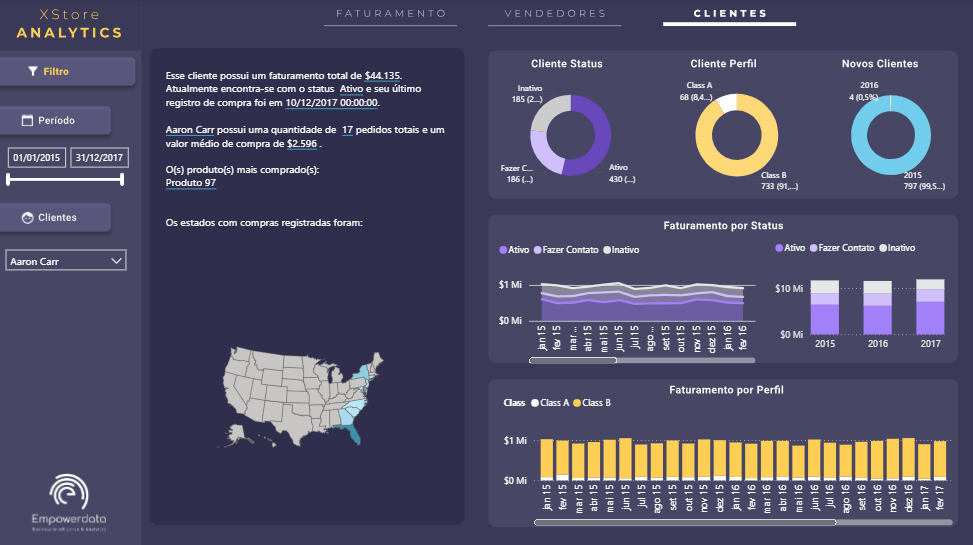 XStore
ANALYTICS
FATURAMENTO
VENDEDORES
CLIENTES
Filtro
Período
01/01/2015
31/12/2017
Clientes
Aaron Carr
Empowerdata
Esse cliente possui um faturamento total de $44.135.
Atualmente encontra-se com o status Ativo e seu último
registro de compra foi em 10/12/2017 00:00:00.
Aaron Carr possui uma quantidade de 17 pedidos totais e um
valor médio de compra de $2.596 .
O(s) produto(s) mais comprado(s):
Produto 97
Os estados com compras registradas foram:
Cliente Status
Inativo
185 (2...)
Fazer C...
186 (...)
Ativo
430 (...)
Cliente Perfil
Class A
68 (8,4...)
Class B
733 (91,...)
Novos Clientes
2016
4 (0,5%)
2015
797 (99,5...)
Faturamento por Status
Ativo Fazer Contato Inativo
$1 Mi
$0 Mi
jan 15
fev 15
mar ...
abr 15
mai 15
jun 15
jul 15
ago ...
set 15
out 15
nov 15
dez 15
jan 16
fev 16
Ativo Fazer Contato Inativo
$10 Mi
$0 Mi
2015
2016
2017
Faturamento por Perfil
Class Class A Class B
$1 Mi
$0 Mi
jan 15
fev 15
mar 15
abr 15
mai 15
jun 15
jul 15
ago 15
set 15
out 15
nov 15
dez 15
jan 16
fev 16
mar 16
abr 16
mai 16
jun 16
jul 16
ago 16
set 16
out 16
nov 16
dez 16
jan 17
fev 17